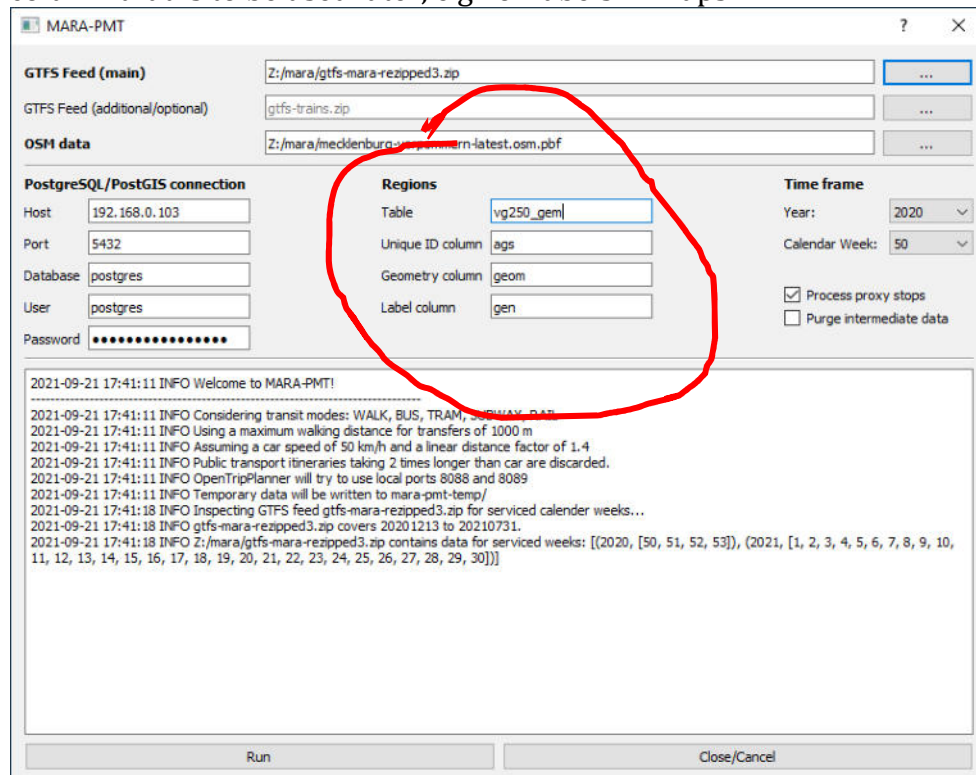 MARA-PMT ? ×
GTFS Feed (main) Z:/mara/gtfs-mara-rezipped3.zip ...
GTFS Feed (additional/optional) gtfs-trains.zip ...
OSM data Z:/mara/mecklenburg-vorpommern-latest.osm.pbf ...
PostgreSQL/PostGIS connection Regions Time frame
Host 192.168.0.103 Table vg250_gem Year: 2020
Port 5432 Unique ID column ags Calendar Week: 50
Database postgres Geometry column geom
Process proxy stops
User postgres Label column gen
Purge intermediate data
Password ••••••••••••••••
2021-09-21 17:41:11 INFO Welcome to MARA-PMT!
--------------------------------------------------------------------------------
2021-09-21 17:41:11 INFO Considering transit modes: WALK, BUS, TRAM, SUBWAY, RAIL
2021-09-21 17:41:11 INFO Using a maximum walking distance for transfers of 1000 m
2021-09-21 17:41:11 INFO Assuming a car speed of 50 km/h and a linear distance factor of 1.4
2021-09-21 17:41:11 INFO Public transport itineraries taking 2 times longer than car are discarded.
2021-09-21 17:41:11 INFO OpenTripPlanner will try to use local ports 8088 and 8089
2021-09-21 17:41:11 INFO Temporary data will be written to mara-pmt-temp/
2021-09-21 17:41:18 INFO Inspecting GTFS feed gtfs-mara-rezipped3.zip for serviced calender weeks...
2021-09-21 17:41:18 INFO gtfs-mara-rezipped3.zip covers 20201213 to 20210731.
2021-09-21 17:41:18 INFO Z:/mara/gtfs-mara-rezipped3.zip contains data for serviced weeks: [(2020, [50, 51, 52, 53]), (2021, [1, 2, 3, 4, 5, 6, 7, 8, 9, 10,
11, 12, 13, 14, 15, 16, 17, 18, 19, 20, 21, 22, 23, 24, 25, 26, 27, 28, 29, 30])]
Run Close/Cancel